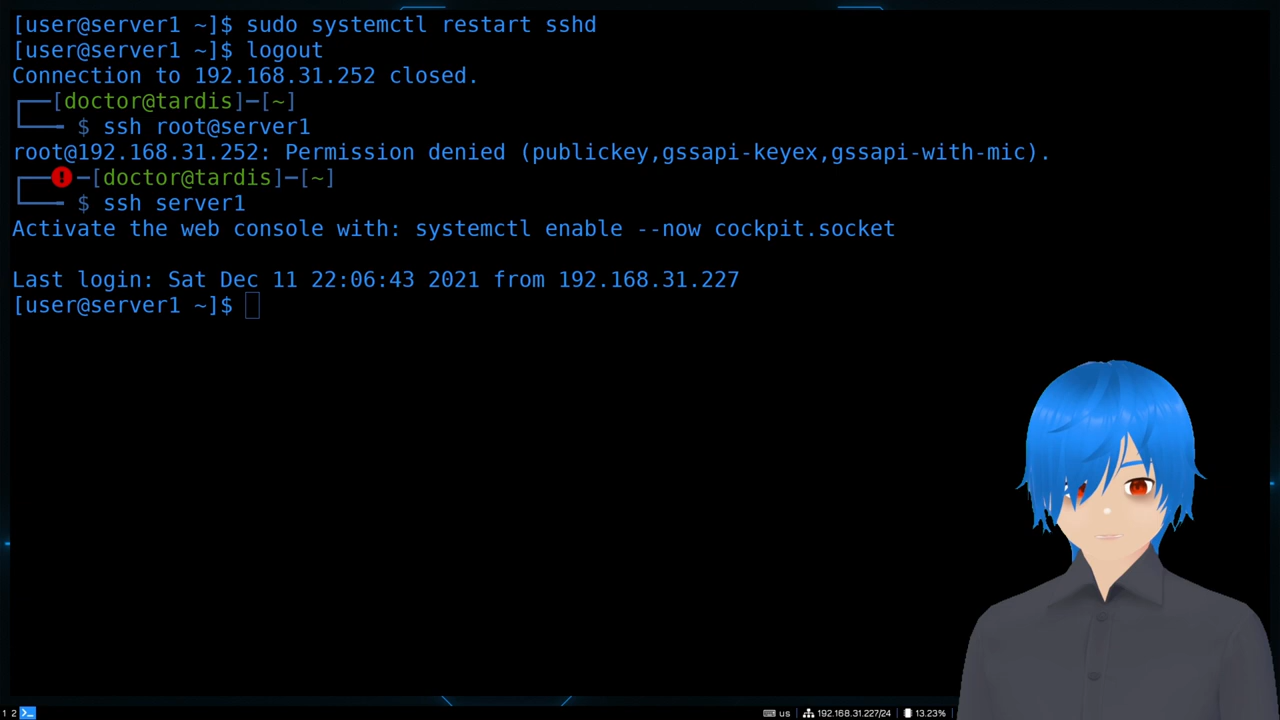 [user@server1 ~]$ sudo systemctl restart sshd
[user@server1 ~]$ logout
Connection to 192.168.31.252 closed.
┌──[doctor@tardis]─[~]
└── $ ssh root@server1
root@192.168.31.252: Permission denied (publickey,gssapi-keyex,gssapi-with-mic).
┌──!─[doctor@tardis]─[~]
└── $ ssh server1
Activate the web console with: systemctl enable --now cockpit.socket
Last login: Sat Dec 11 22:06:43 2021 from 192.168.31.227
[user@server1 ~]$
1 2 >_ us 192.168.31.227/24 13.23%